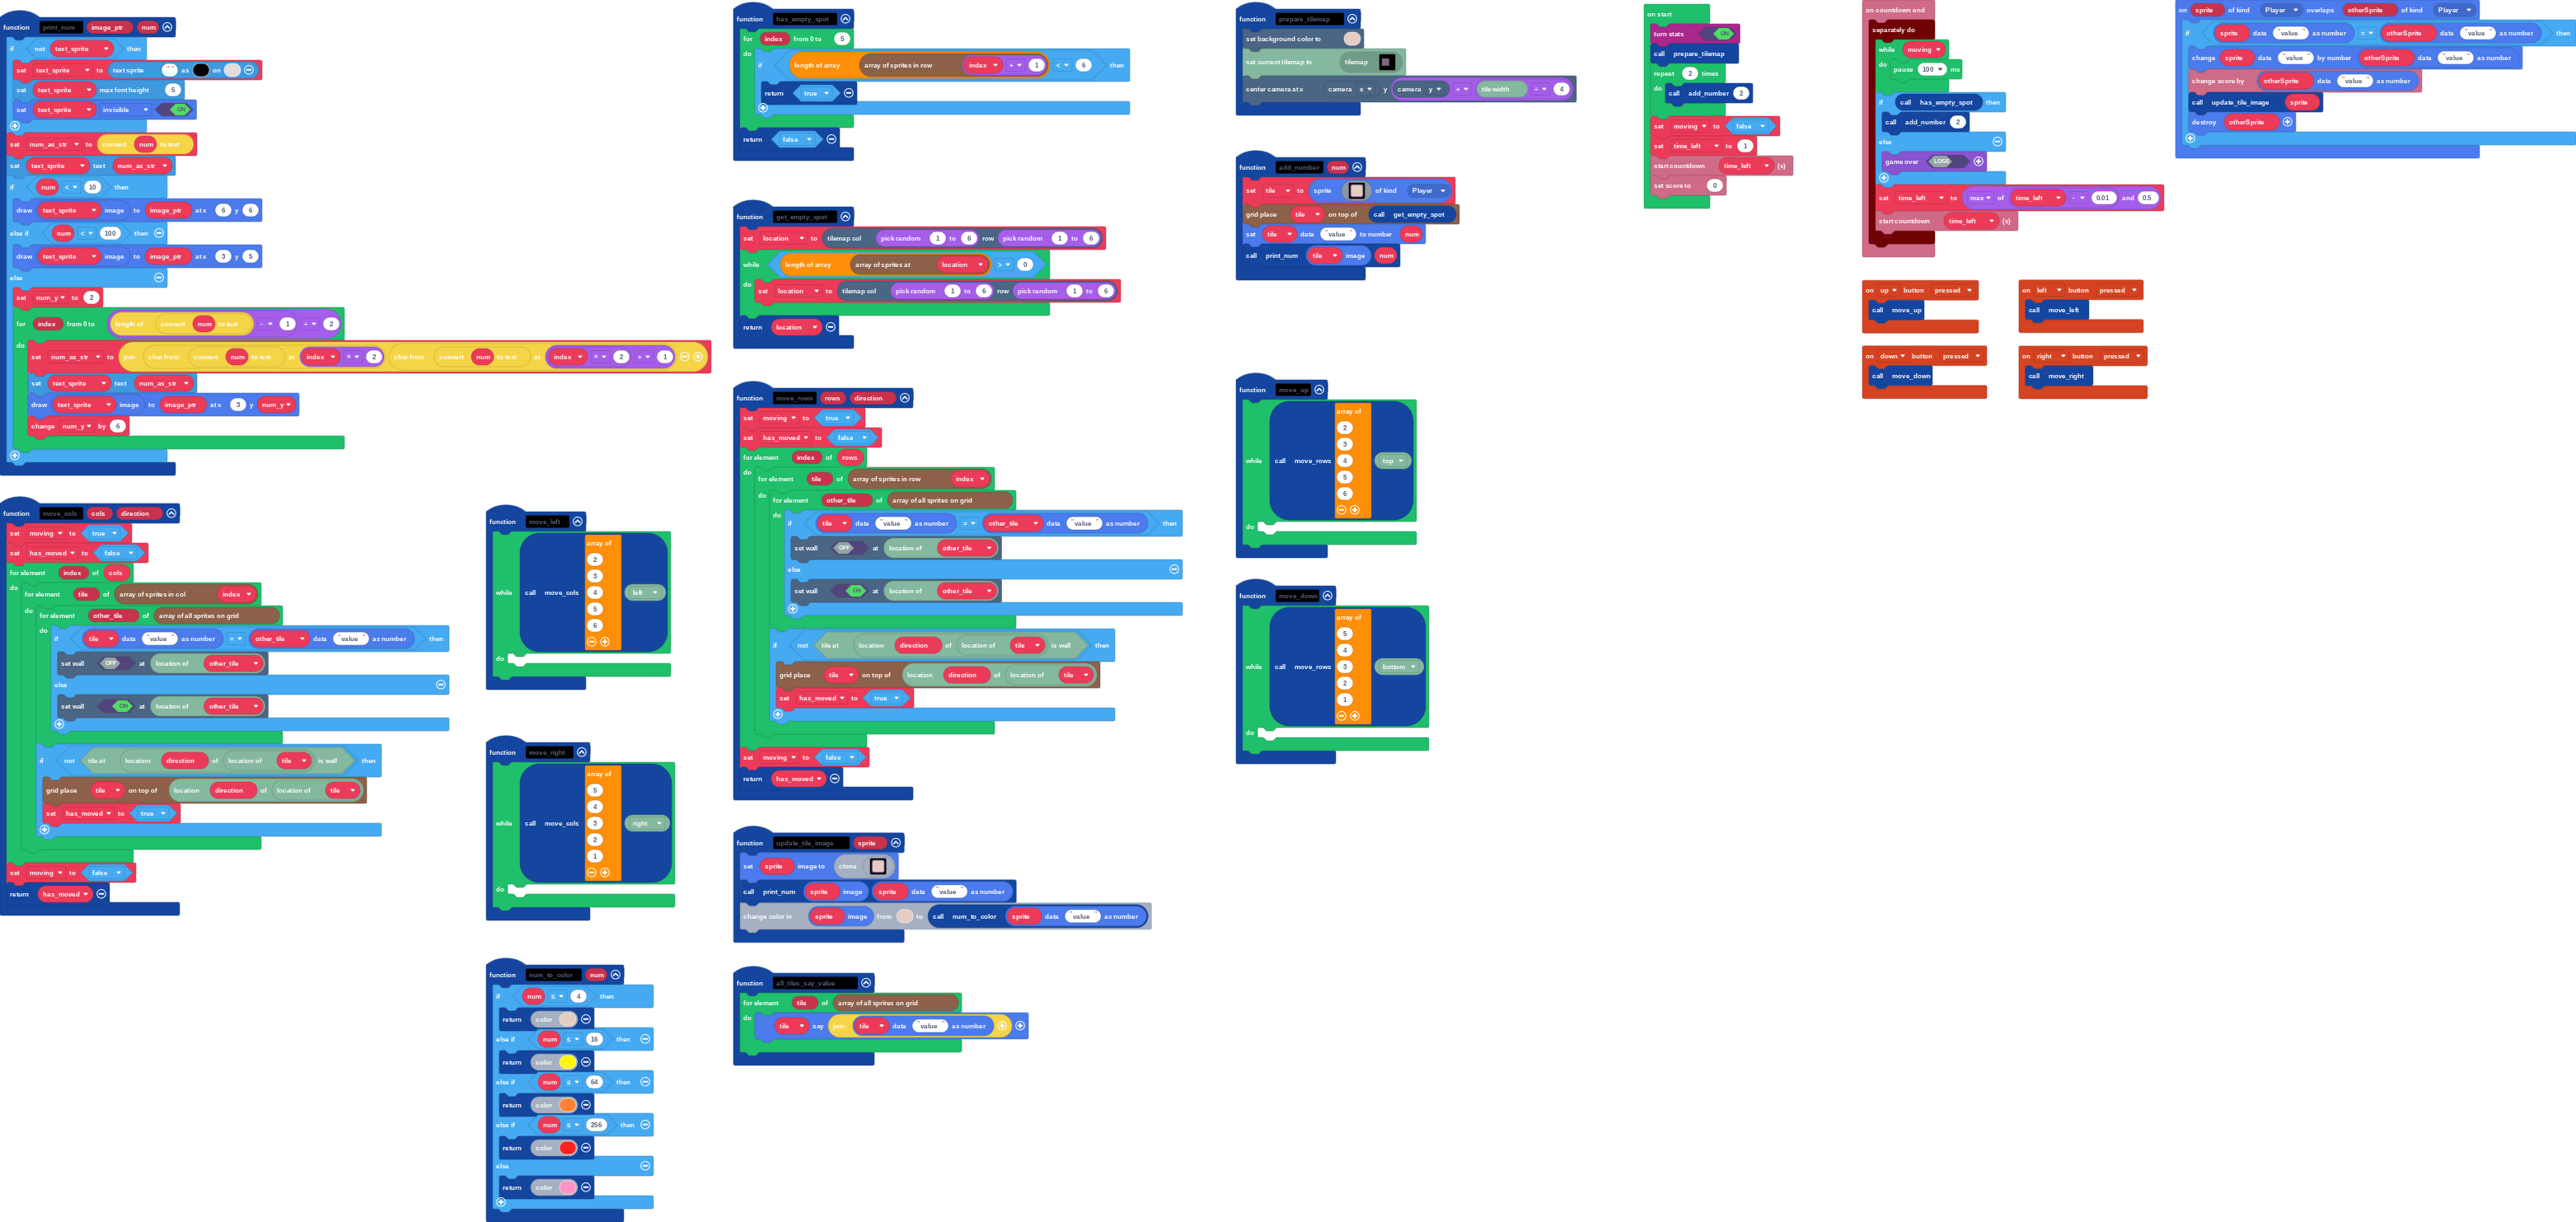 function print_num image_ptr num
if not text_sprite then
set text_sprite to text sprite " " as on
set text_sprite max font height 5
set text_sprite invisible ON
set num_as_str to convert num to text
set text_sprite text num_as_str
if num < 10 then
draw text_sprite image to image_ptr at x 6 y 6
else if num < 100 then
draw text_sprite image to image_ptr at x 3 y 5
else
set num_y to 2
for index from 0 to length of convert num to text - 1 ÷ 2
do
set num_as_str to join char from convert num to text at index × 2 char from convert num to text at index × 2 + 1
set text_sprite text num_as_str
draw text_sprite image to image_ptr at x 3 y num_y
change num_y by 6
function move_cols cols direction
set moving to true
set has_moved to false
for element index of cols
do for element tile of array of sprites in col index
do for element other_tile of array of all sprites on grid
do if tile data "value" as number = other_tile data "value" as number then
set wall OFF at location of other_tile
else
set wall ON at location of other_tile
if not tile at location direction of location of tile is wall then
grid place tile on top of location direction of location of tile
set has_moved to true
set moving to false
return has_moved
function move_left
while call move_cols array of 2 3 4 5 6 left
do
function move_right
while call move_cols array of 5 4 3 2 1 right
do
function num_to_color num
if num ≤ 4 then
return color
else if num ≤ 16 then
return color
else if num ≤ 64 then
return color
else if num ≤ 256 then
return color
else
return color
function has_empty_spot
for index from 0 to 5
do if length of array array of sprites in row index + 1 < 6 then
return true
return false
function get_empty_spot
set location to tilemap col pick random 1 to 6 row pick random 1 to 6
while length of array array of sprites at location > 0
do set location to tilemap col pick random 1 to 6 row pick random 1 to 6
return location
function move_rows rows direction
set moving to true
set has_moved to false
for element index of rows
do for element tile of array of sprites in row index
do for element other_tile of array of all sprites on grid
do if tile data "value" as number = other_tile data "value" as number then
set wall OFF at location of other_tile
else
set wall ON at location of other_tile
if not tile at location direction of location of tile is wall then
grid place tile on top of location direction of location of tile
set has_moved to true
set moving to false
return has_moved
function update_tile_image sprite
set sprite image to clone
call print_num sprite image sprite data "value" as number
change color in sprite image from to call num_to_color sprite data "value" as number
function all_tiles_say_value
for element tile of array of all sprites on grid
do tile say join tile data "value" as number
function prepare_tilemap
set background color to
set current tilemap to tilemap
center camera at x camera x y camera y + tile width ÷ 4
function add_number num
set tile to sprite of kind Player
grid place tile on top of call get_empty_spot
set tile data "value" to number num
call print_num tile image num
function move_up
while call move_rows array of 2 3 4 5 6 top
do
function move_down
while call move_rows array of 5 4 3 2 1 bottom
do
on start
turn stats ON
call prepare_tilemap
repeat 2 times
do call add_number 2
set moving to false
set time_left to 1
start countdown time_left (s)
set score to 0
on countdown end
separately do
while moving
do pause 100 ms
if call has_empty_spot then
call add_number 2
else
game over LOSE
set time_left to max of time_left - 0.01 and 0.5
start countdown time_left (s)
on up button pressed
call move_up
on left button pressed
call move_left
on down button pressed
call move_down
on right button pressed
call move_right
on sprite of kind Player overlaps otherSprite of kind Player
if sprite data "value" as number = otherSprite data "value" as number then
change sprite data "value" by number otherSprite data "value" as number
change score by otherSprite data "value" as number
call update_tile_image sprite
destroy otherSprite